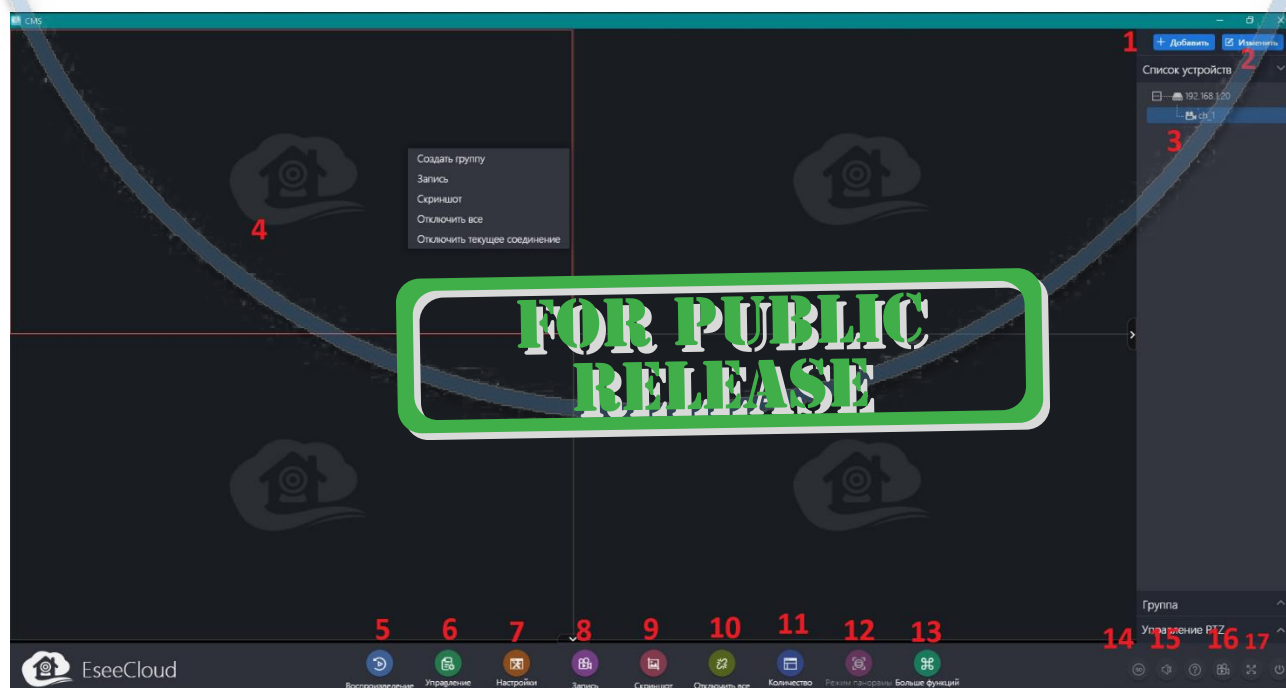 CMS
1
+ Добавить
Изменить
2
Список устройств
192.168.1.20
ch_1
3
4
Создать группу
Запись
Скриншот
Отключить все
Отключить текущее соединение
FOR PUBLIC
RELEASE
Группа
Управление PTZ
5 6 7 8 9 10 11 12 13 14 15 16 17
EseeCloud
Воспроизведение
Управление
Настройки
Запись
Скриншот
Отключить все
Количество
Режим панорамы
Больше функций